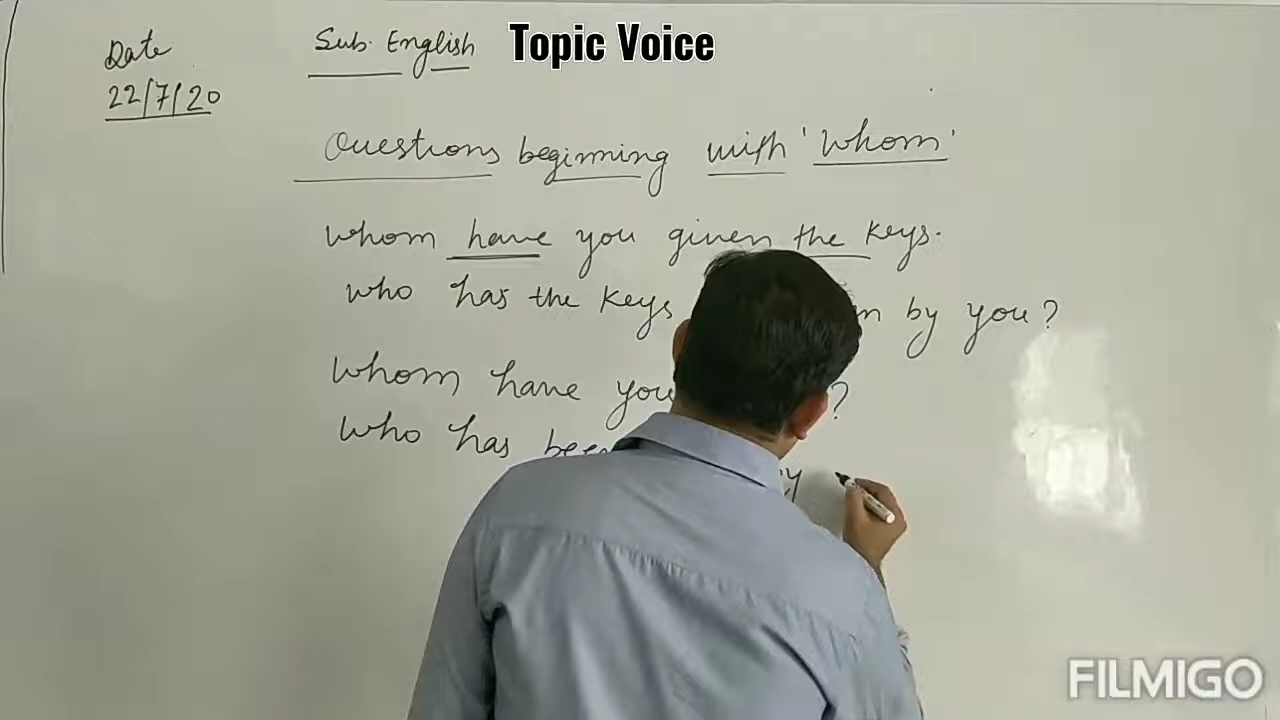 Date
22/7/20
Sub. English
Topic Voice
Questions beginning with 'Whom'
Whom have you given the keys.
Who has the keys by you?
Whom have you ?
Who has
FILMIGO